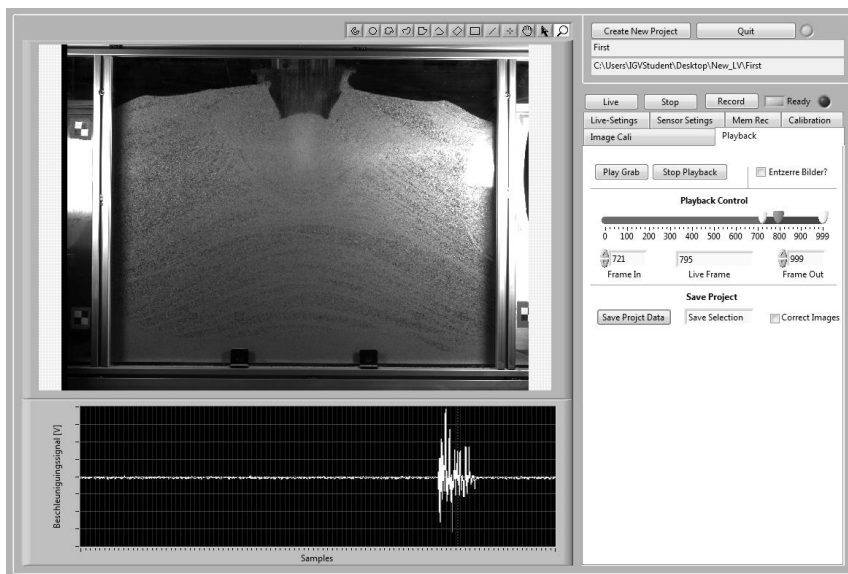 Create New Project Quit
First
C:\Users\IGVStudent\Desktop\New_LV\First
Live Stop Record Ready
Live-Setings Sensor Setings Mem Rec Calibration
Image Cali Playback
Play Grab Stop Playback Entzerre Bilder?
Playback Control
0 100 200 300 400 500 600 700 800 900 999
721 795 999
Frame In Live Frame Frame Out
Save Project
Save Projct Data Save Selection Correct Images
Beschleuniguingssignal [V]
Samples